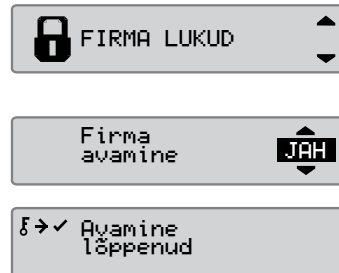 FIRMA LUKUD
Firma
avamine
JAH
Avamine
lõppenud